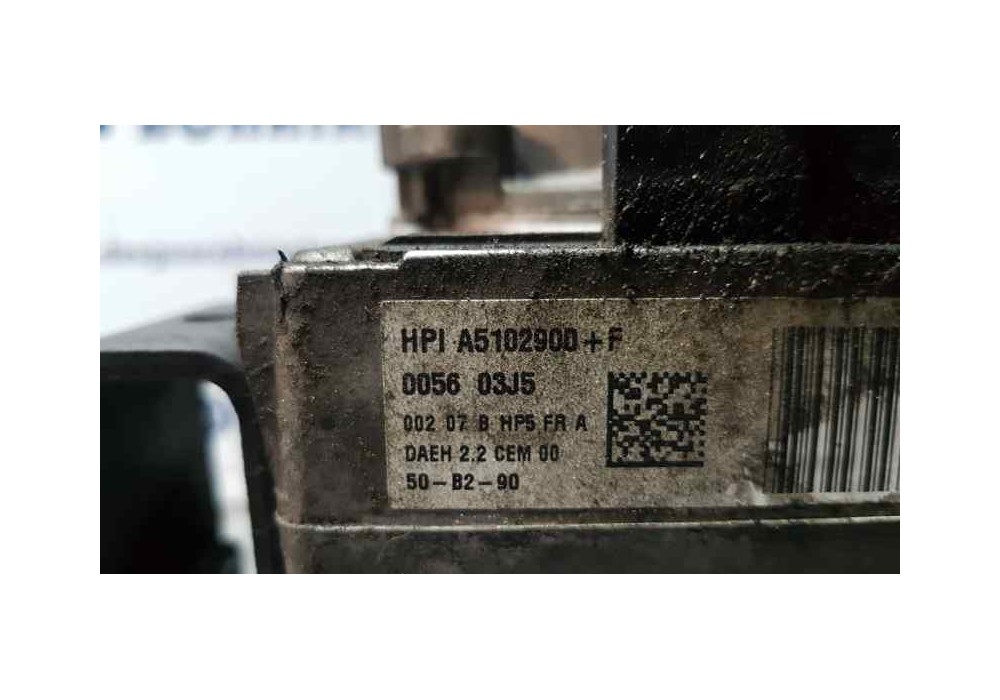 HPI A5102900+F
0056 03J5
002 07 B HP5 FR A
DAEH 2.2 CEM 00
50-B2-90